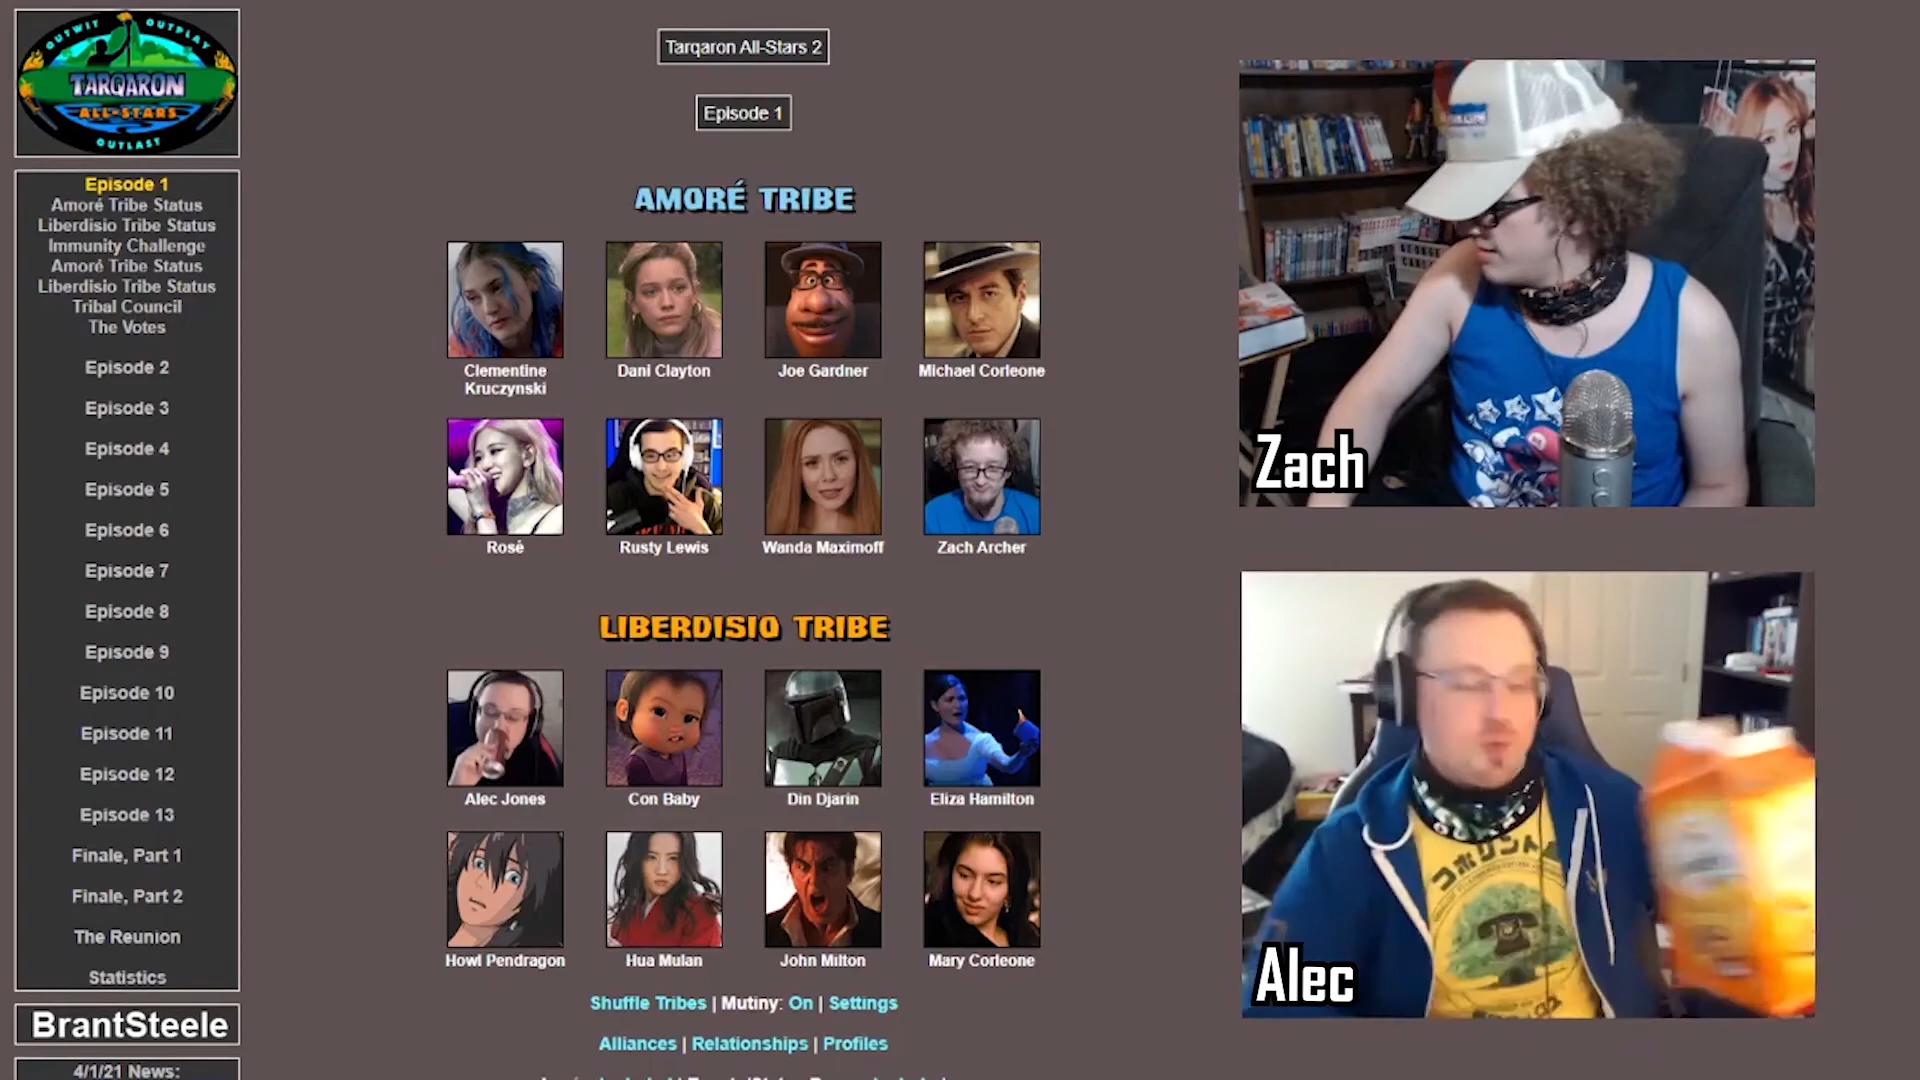 OUTWIT OUTPLAY
TARQARON
ALL-STARS
OUTLAST
Episode 1
Amoré Tribe Status
Liberdisio Tribe Status
Immunity Challenge
Amoré Tribe Status
Liberdisio Tribe Status
Tribal Council
The Votes
Episode 2
Episode 3
Episode 4
Episode 5
Episode 6
Episode 7
Episode 8
Episode 9
Episode 10
Episode 11
Episode 12
Episode 13
Finale, Part 1
Finale, Part 2
The Reunion
Statistics
BrantSteele
4/1/21 News:
Tarqaron All-Stars 2
Episode 1
AMORÉ TRIBE
Clementine
Kruczynski
Dani Clayton
Joe Gardner
Michael Corleone
Rosé
Rusty Lewis
Wanda Maximoff
Zach Archer
LIBERDISIO TRIBE
Alec Jones
Con Baby
Din Djarin
Eliza Hamilton
Howl Pendragon
Hua Mulan
John Milton
Mary Corleone
Shuffle Tribes | Mutiny: On | Settings
Alliances | Relationships | Profiles
Zach
GEORGE
Alec
コポリント